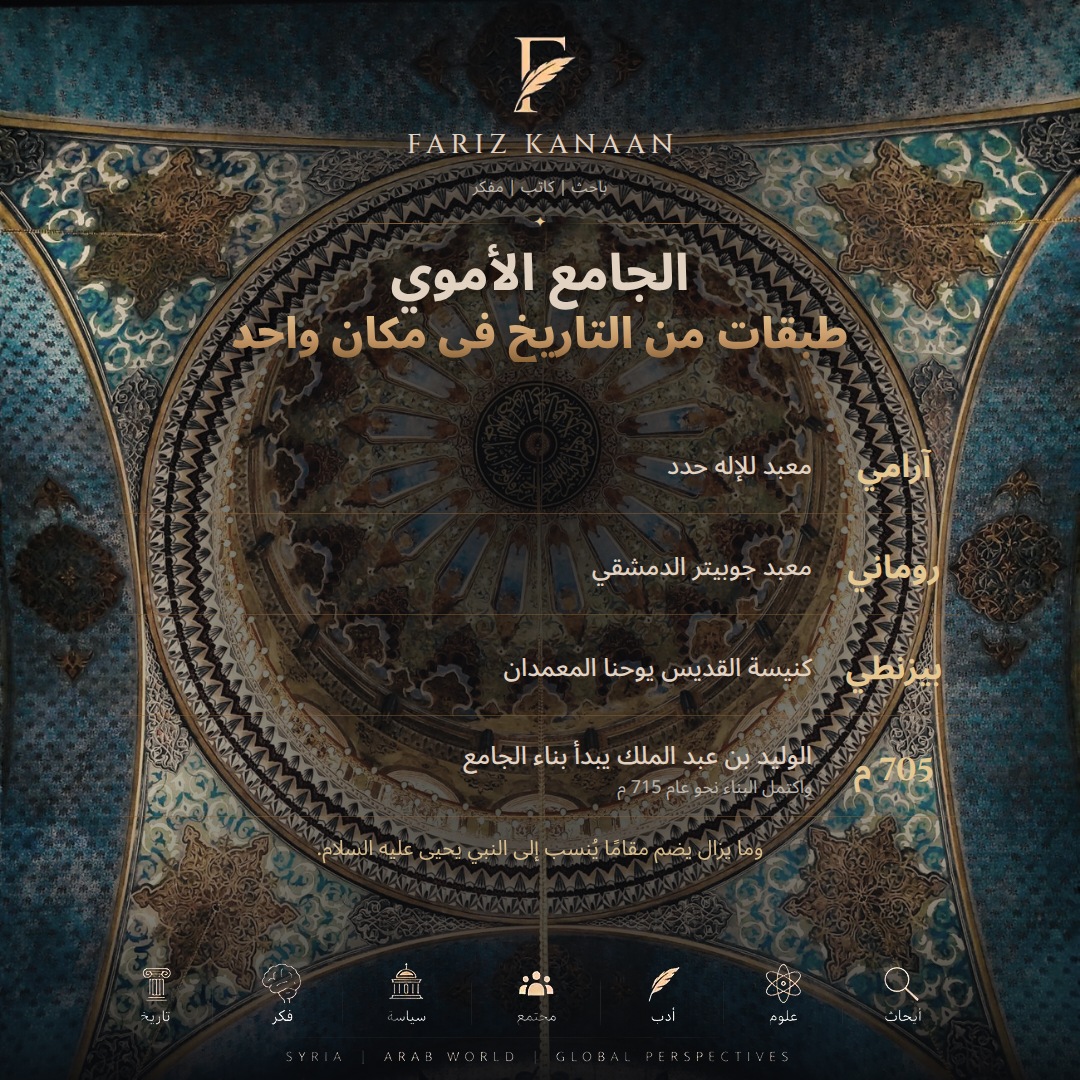 FARIZ KANAAN
باحث | كاتب | مفكر
الجامع الأموي
طبقات من التاريخ في مكان واحد
آرامي معبد للإله حدد
روماني معبد جوبيتر الدمشقي
بيزنطي كنيسة القديس يوحنا المعمدان
705 م الوليد بن عبد الملك يبدأ بناء الجامع
واكتمل البناء نحو عام 715 م
وما يزال يضم مقامًا يُنسب إلى النبي يحيى عليه السلام.
أبحاث علوم أدب مجتمع سياسة فكر تاريخ
SYRIA | ARAB WORLD | GLOBAL PERSPECTIVES